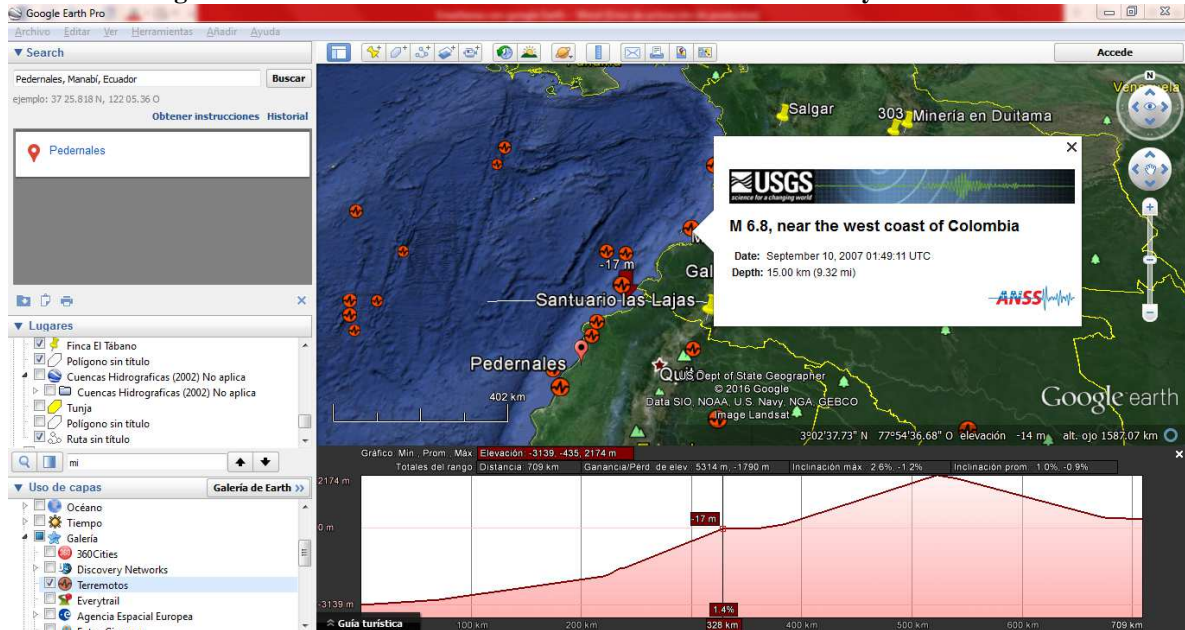 Google Earth Pro
Archivo Editar Ver Herramientas Añadir Ayuda
▼ Search
Pedernales, Manabí, Ecuador
Buscar
ejemplo: 37 25.818 N, 122 05.36 O
Obtener instrucciones Historial
Pedernales
▼ Lugares
Finca El Tábano
Polígono sin título
Cuencas Hidrograficas (2002) No aplica
Cuencas Hidrograficas (2002) No aplica
Tunja
Polígono sin título
Ruta sin título
mi
▼ Uso de capas
Galería de Earth >>
Océano
Tiempo
Galería
360Cities
Discovery Networks
Terremotos
Everytrail
Agencia Espacial Europea
Accede
Salgar
303 Minería en Duitama
N
-17 m
Gal
Santuario las Lajas
Pedernales
402 km
USGS
science for a changing world
M 6.8, near the west coast of Colombia
Date: September 10, 2007 01:49:11 UTC
Depth: 15.00 km (9.32 mi)
ANSS
US Dept of State Geographer
© 2016 Google
Data SIO, NOAA, U.S. Navy, NGA, GEBCO
Image Landsat
Google earth
3°02'37.73" N 77°54'36.68" O elevación -14 m alt. ojo 1587.07 km
Gráfico: Mín., Prom., Máx. Elevación: -3139, -435, 2174 m
Totales del rango: Distancia: 709 km Ganancia/Pérd. de elev.: 5314 m, -1790 m Inclinación máx.: 2.6%, -1.2% Inclinación prom.: 1.0%, -0.9%
2174 m
0 m
-3139 m
-17 m
1.4%
Guía turística
100 km 200 km 328 km 400 km 500 km 600 km 709 km